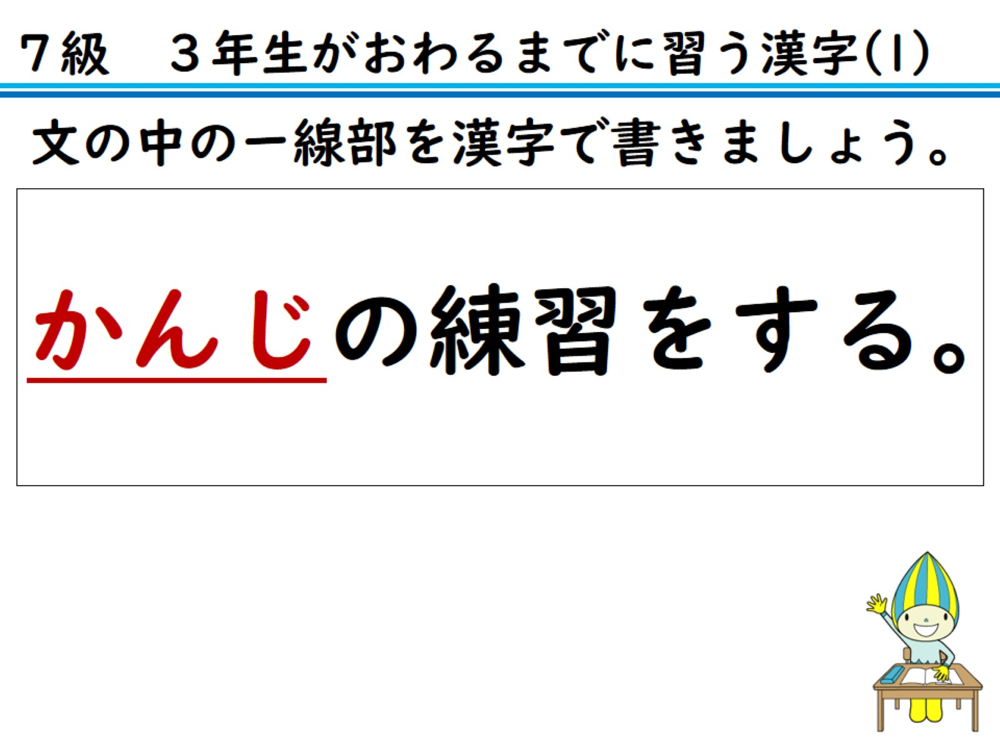 ７級　３年生がおわるまでに習う漢字(1)
文の中の一線部を漢字で書きましょう。
かんじの練習をする。